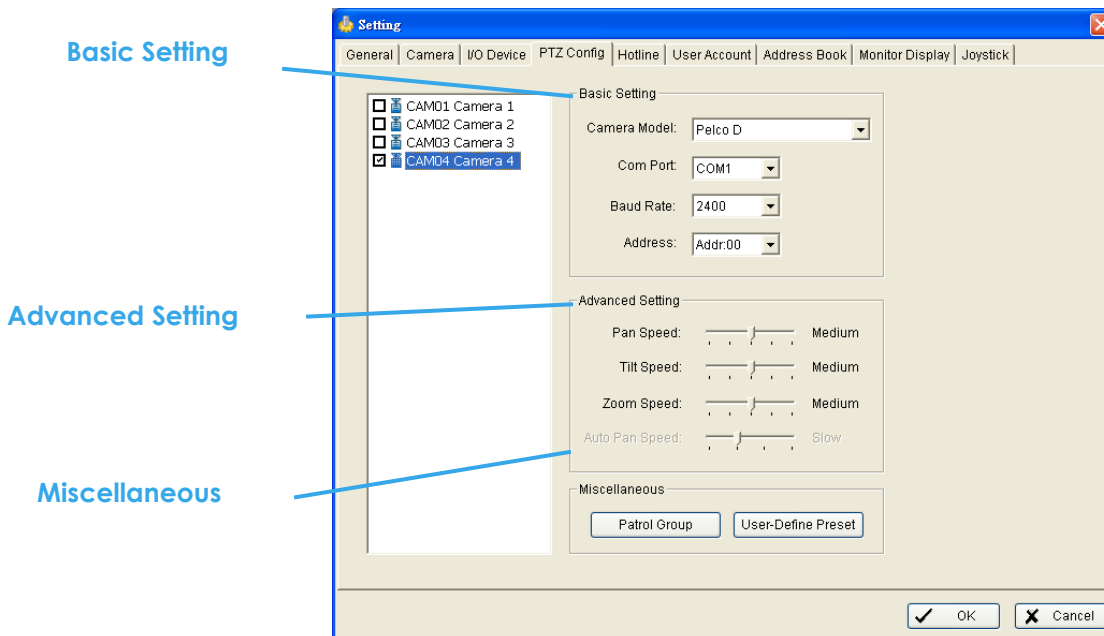 Setting
General Camera I/O Device PTZ Config Hotline User Account Address Book Monitor Display Joystick
Basic Setting
Advanced Setting
Miscellaneous
CAM01 Camera 1
CAM02 Camera 2
CAM03 Camera 3
CAM04 Camera 4
Basic Setting
Camera Model: Pelco D
Com Port: COM1
Baud Rate: 2400
Address: Addr:00
Advanced Setting
Pan Speed: Medium
Tilt Speed: Medium
Zoom Speed: Medium
Auto Pan Speed: Slow
Miscellaneous
Patrol Group User-Define Preset
OK Cancel